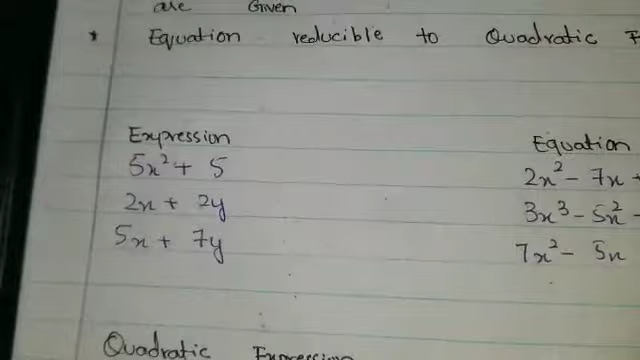 are Given
* Equation reducible to Quadratic
Expression Equation
5x² + 5 2x² - 7x +
2x + 2y 3x³ - 5x² -
5x + 7y 7x² - 5x
Quadratic Expression